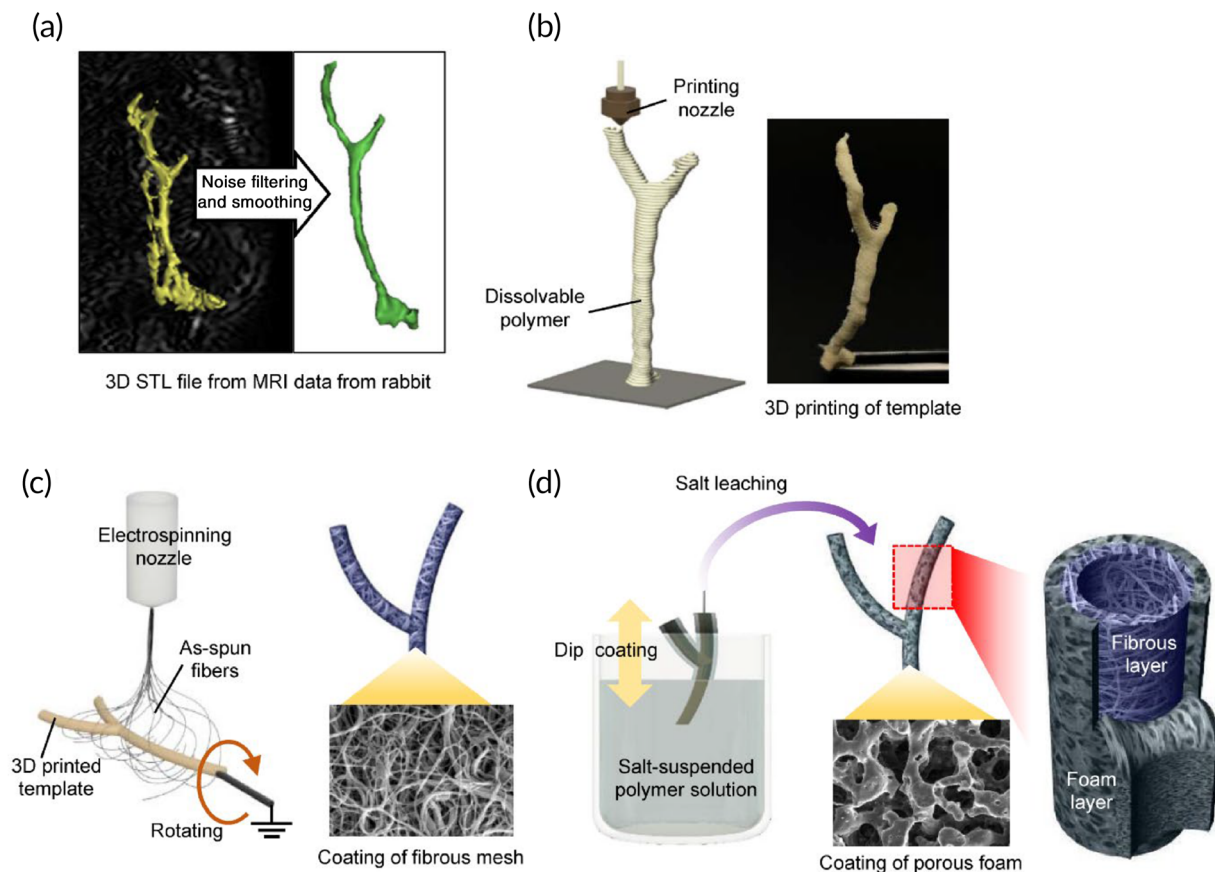 (a)
Noise filtering
and smoothing
3D STL file from MRI data from rabbit
(b)
Printing
nozzle
Dissolvable
polymer
3D printing of template
(c)
Electrospinning
nozzle
As-spun
fibers
3D printed
template
Rotating
Coating of fibrous mesh
(d)
Salt leaching
Dip coating
Salt-suspended
polymer solution
Coating of porous foam
Fibrous
layer
Foam
layer